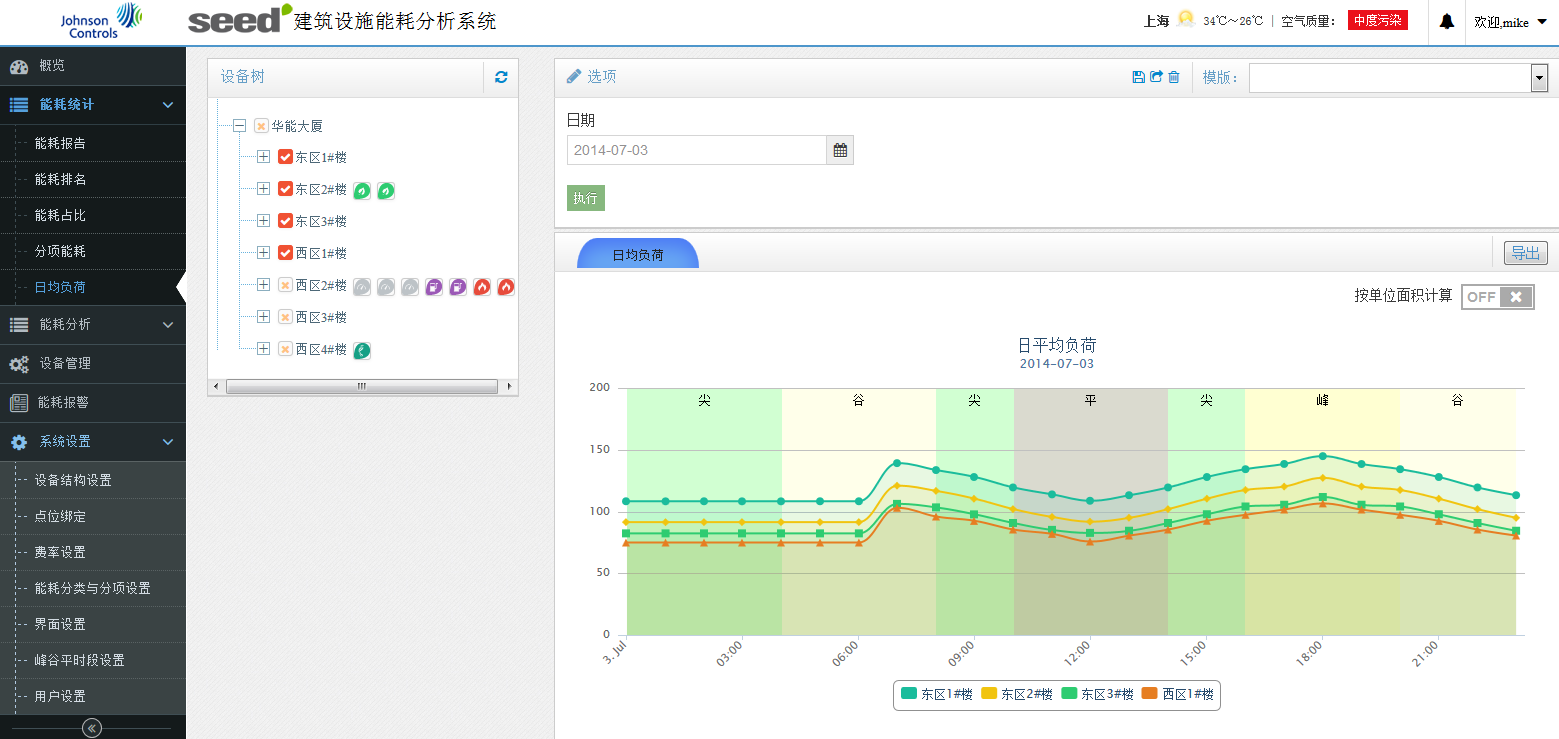 Johnson Controls
seed 建筑设施能耗分析系统
上海 34℃～26℃ | 空气质量： 中度污染
欢迎,mike
概览
能耗统计
能耗报告
能耗排名
能耗占比
分项能耗
日均负荷
能耗分析
设备管理
能耗报警
系统设置
设备结构设置
点位绑定
费率设置
能耗分类与分项设置
界面设置
峰谷平时段设置
用户设置
设备树
华能大厦
东区1#楼
东区2#楼
东区3#楼
西区1#楼
西区2#楼
西区3#楼
西区4#楼
选项
模版：
日期
2014-07-03
执行
日均负荷
导出
按单位面积计算 OFF
日平均负荷
2014-07-03
尖 谷 尖 平 尖 峰 谷
200
150
100
50
0
3. Jul 03:00 06:00 09:00 12:00 15:00 18:00 21:00
东区1#楼 东区2#楼 东区3#楼 西区1#楼